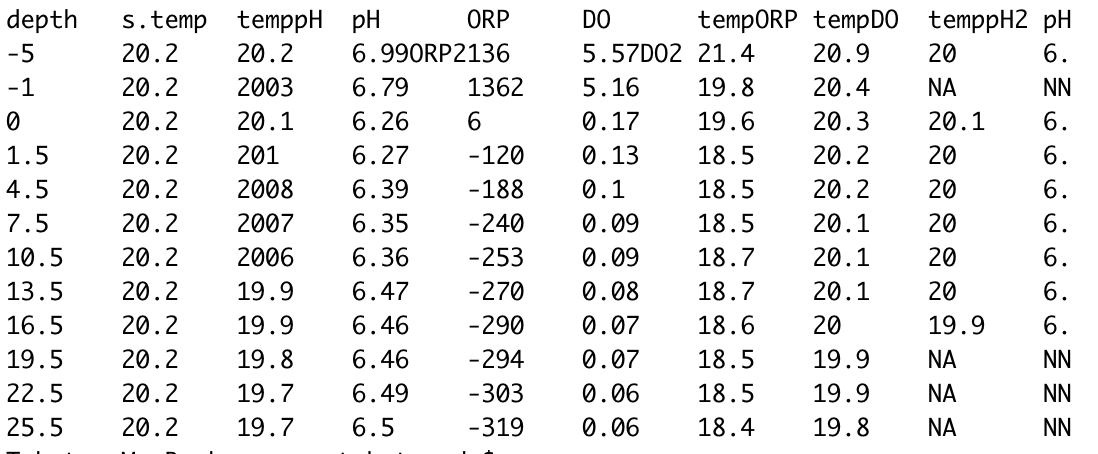 depth s.temp temppH pH ORP DO tempORP tempDO temppH2 pH
-5 20.2 20.2 6.99ORP2136 5.57DO2 21.4 20.9 20 6.
-1 20.2 2003 6.79 1362 5.16 19.8 20.4 NA NN
0 20.2 20.1 6.26 6 0.17 19.6 20.3 20.1 6.
1.5 20.2 201 6.27 -120 0.13 18.5 20.2 20 6.
4.5 20.2 2008 6.39 -188 0.1 18.5 20.2 20 6.
7.5 20.2 2007 6.35 -240 0.09 18.5 20.1 20 6.
10.5 20.2 2006 6.36 -253 0.09 18.7 20.1 20 6.
13.5 20.2 19.9 6.47 -270 0.08 18.7 20.1 20 6.
16.5 20.2 19.9 6.46 -290 0.07 18.6 20 19.9 6.
19.5 20.2 19.8 6.46 -294 0.07 18.5 19.9 NA NN
22.5 20.2 19.7 6.49 -303 0.06 18.5 19.9 NA NN
25.5 20.2 19.7 6.5 -319 0.06 18.4 19.8 NA NN